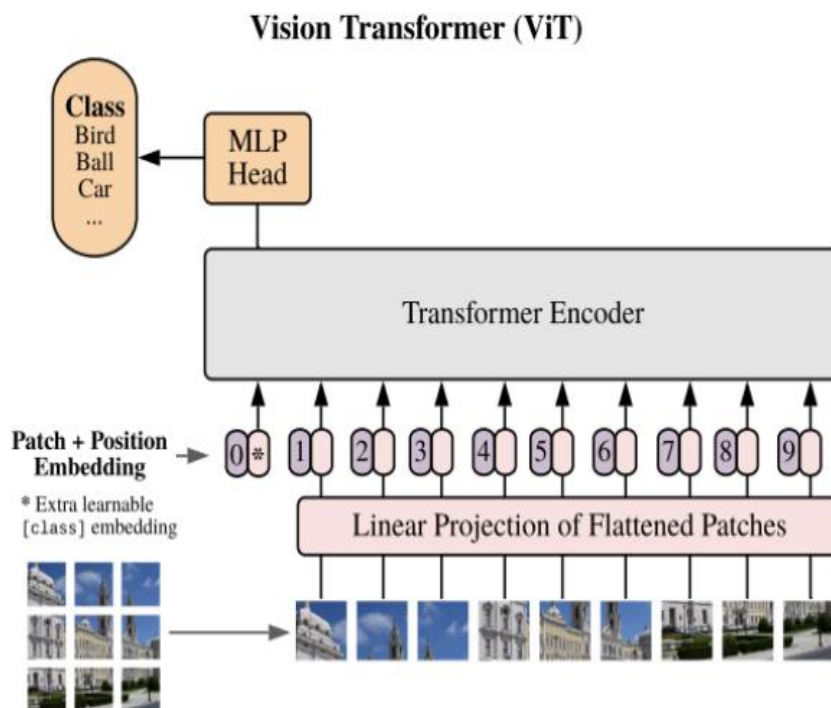 Vision Transformer (ViT)
Class
Bird
Ball
Car
...
MLP
Head
Transformer Encoder
Patch + Position
Embedding
0 * 1 2 3 4 5 6 7 8 9
* Extra learnable
[class] embedding
Linear Projection of Flattened Patches